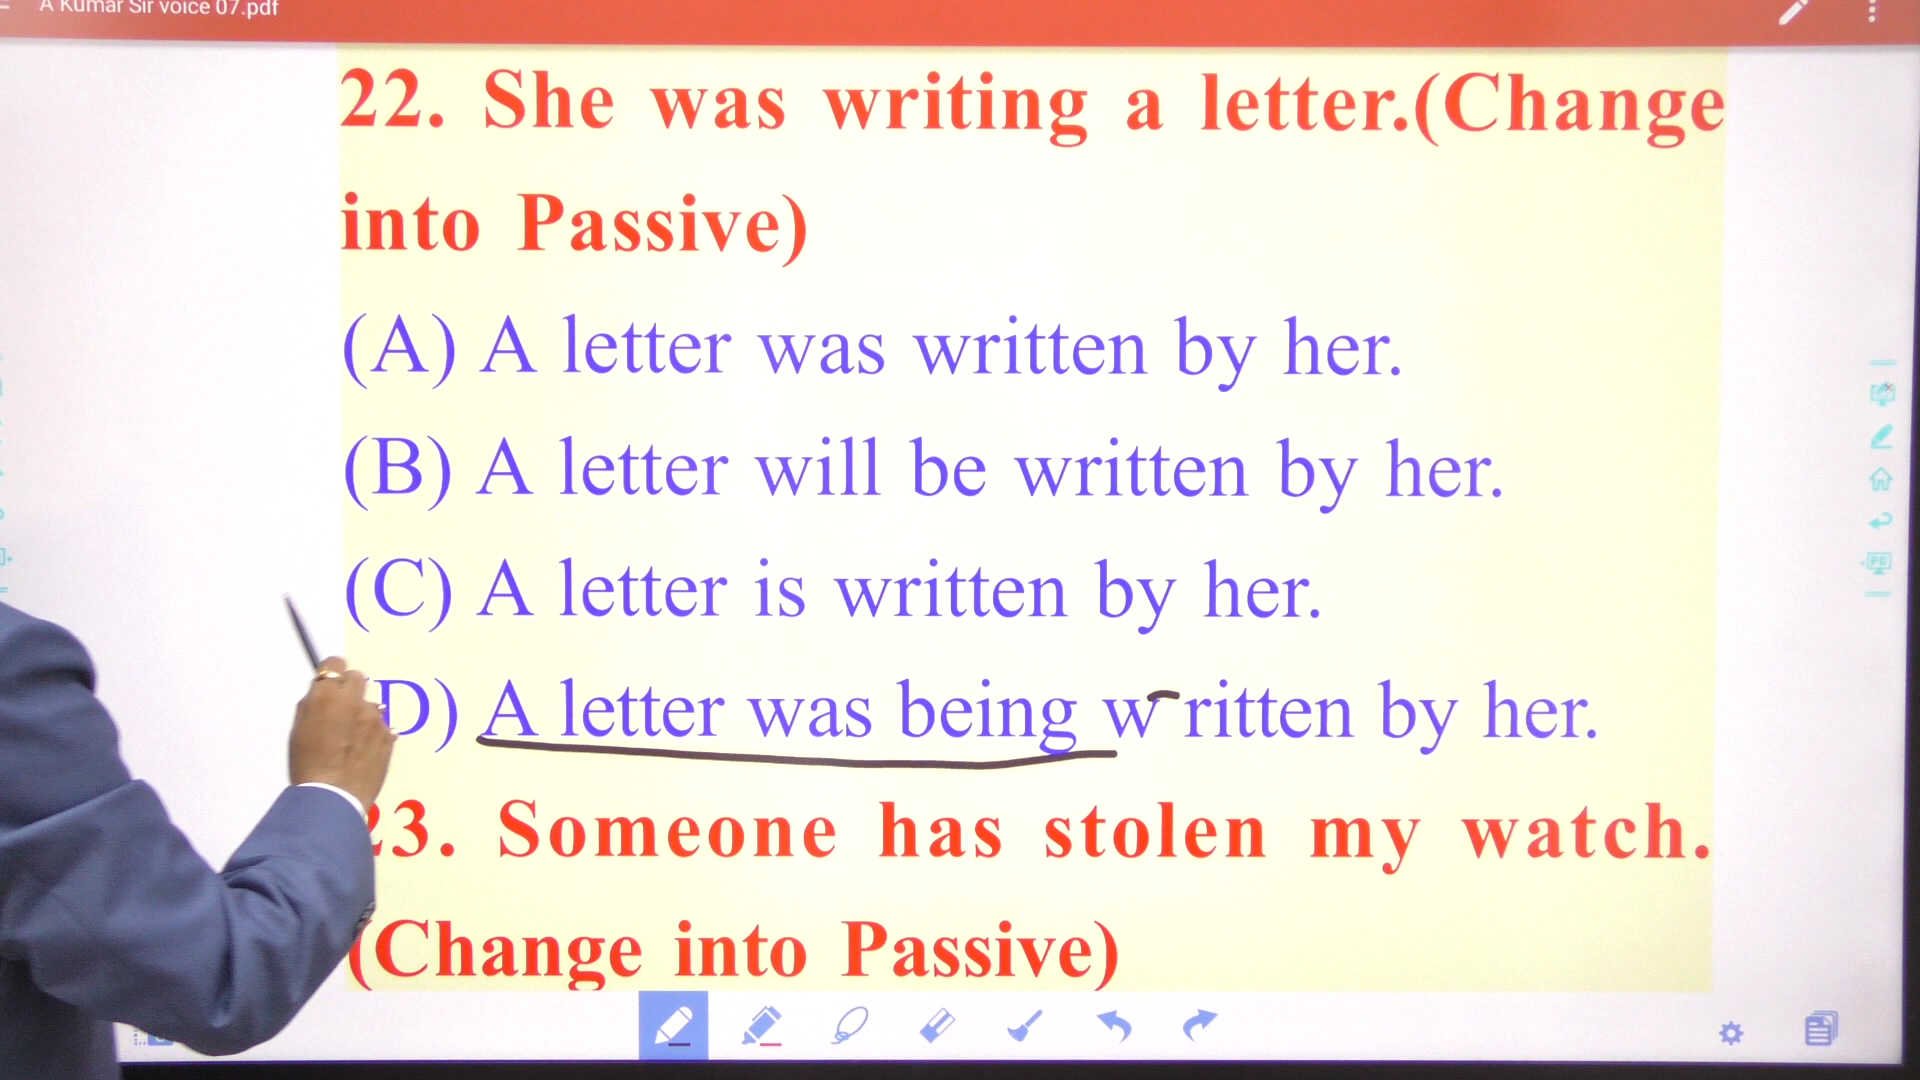 A Kumar Sir voice 07.pdf
22. She was writing a letter.(Change
into Passive)
(A) A letter was written by her.
(B) A letter will be written by her.
(C) A letter is written by her.
D) A letter was being written by her.
23. Someone has stolen my watch.
(Change into Passive)